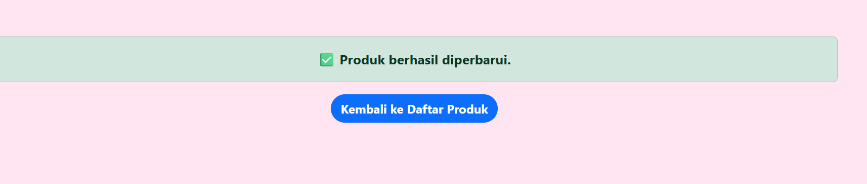 ✅ Produk berhasil diperbarui.
Kembali ke Daftar Produk